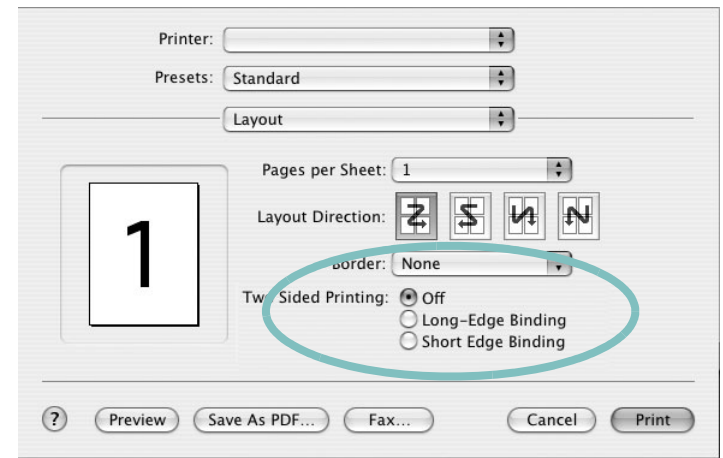 Printer:
Presets: Standard
Layout
Pages per Sheet: 1
1
Layout Direction:
Border: None
Two Sided Printing: Off
Long-Edge Binding
Short Edge Binding
? Preview Save As PDF... Fax... Cancel Print